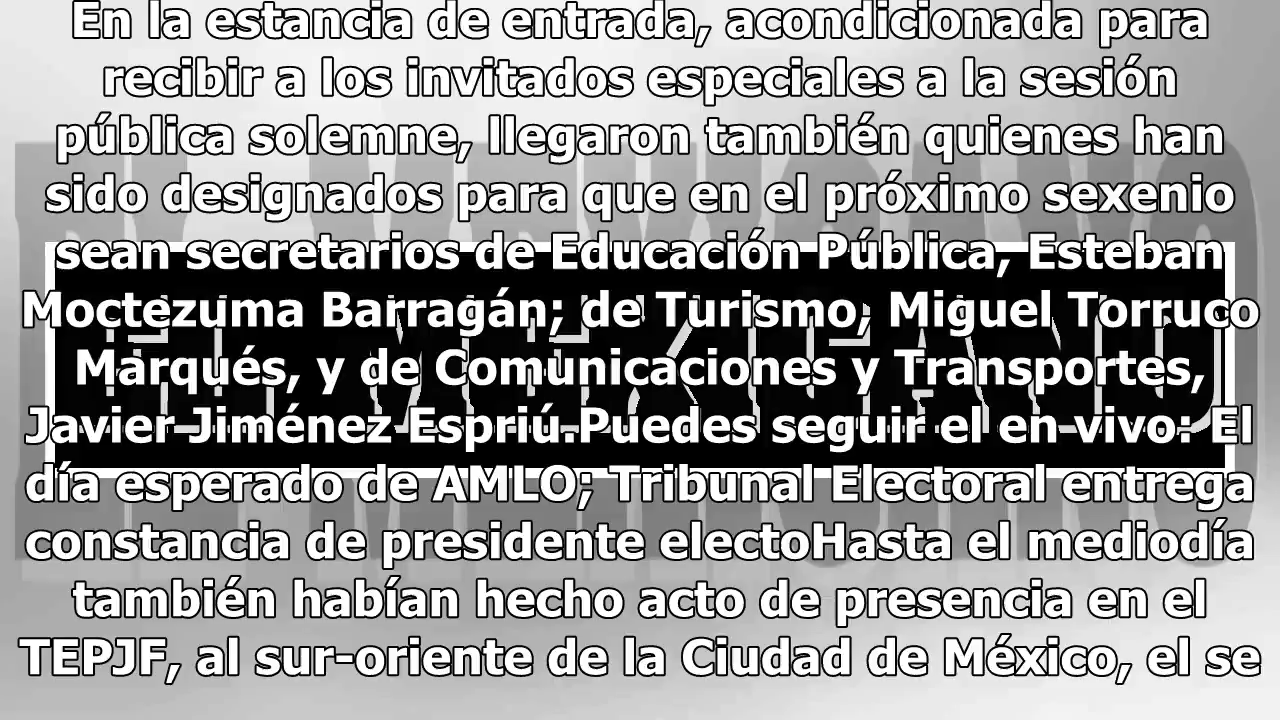 En la estancia de entrada, acondicionada para
recibir a los invitados especiales a la sesión
pública solemne, llegaron también quienes han
sido designados para que en el próximo sexenio
sean secretarios de Educación Pública, Esteban
Moctezuma Barragán; de Turismo, Miguel Torruco
Marqués, y de Comunicaciones y Transportes,
Javier Jiménez Espriú.Puedes seguir el en vivo: El
día esperado de AMLO; Tribunal Electoral entrega
constancia de presidente electoHasta el mediodía
también habían hecho acto de presencia en el
TEPJF, al sur-oriente de la Ciudad de México, el se
EL MEXICANO